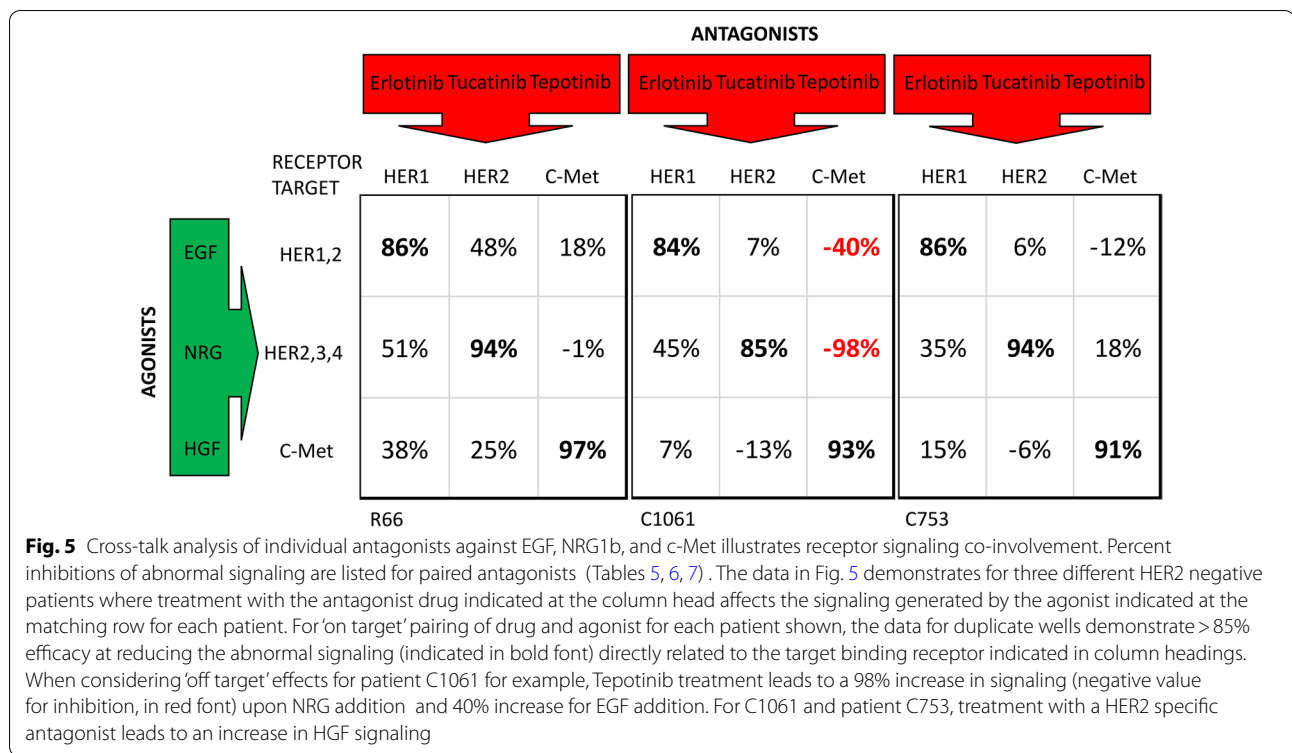 ANTAGONISTS
Erlotinib Tucatinib Tepotinib Erlotinib Tucatinib Tepotinib Erlotinib Tucatinib Tepotinib
RECEPTOR
TARGET
HER1 HER2 C-Met HER1 HER2 C-Met HER1 HER2 C-Met
AGONISTS
EGF HER1,2 86% 48% 18% 84% 7% -40% 86% 6% -12%
NRG HER2,3,4 51% 94% -1% 45% 85% -98% 35% 94% 18%
HGF C-Met 38% 25% 97% 7% -13% 93% 15% -6% 91%
R66 C1061 C753
Fig. 5 Cross-talk analysis of individual antagonists against EGF, NRG1b, and c-Met illustrates receptor signaling co-involvement. Percent
inhibitions of abnormal signaling are listed for paired antagonists (Tables 5, 6, 7) . The data in Fig. 5 demonstrates for three different HER2 negative
patients where treatment with the antagonist drug indicated at the column head affects the signaling generated by the agonist indicated at the
matching row for each patient. For ‘on target’ pairing of drug and agonist for each patient shown, the data for duplicate wells demonstrate > 85%
efficacy at reducing the abnormal signaling (indicated in bold font) directly related to the target binding receptor indicated in column headings.
When considering ‘off target’ effects for patient C1061 for example, Tepotinib treatment leads to a 98% increase in signaling (negative value
for inhibition, in red font) upon NRG addition and 40% increase for EGF addition. For C1061 and patient C753, treatment with a HER2 specific
antagonist leads to an increase in HGF signaling